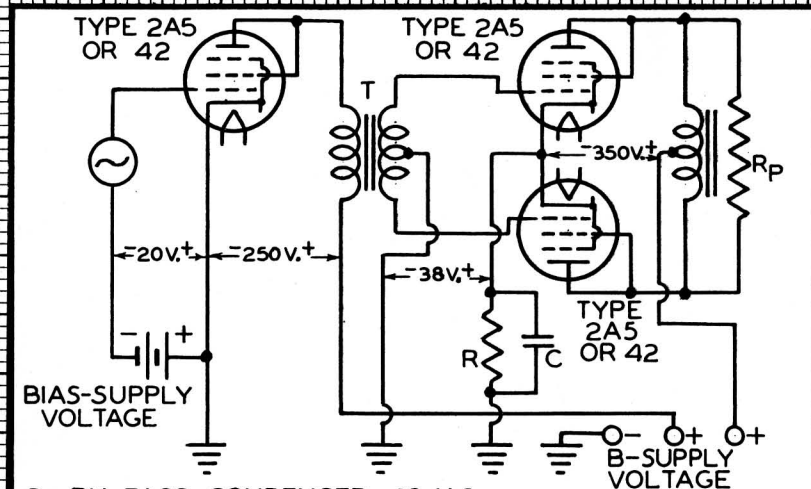 TYPE 2A5
OR 42
TYPE 2A5
OR 42
T
-350V.+
RP
-20V.+
-250V.+
-38V.+
TYPE
2A5
OR 42
- +
R
C
BIAS-SUPPLY
VOLTAGE
- + +
B-SUPPLY
VOLTAGE